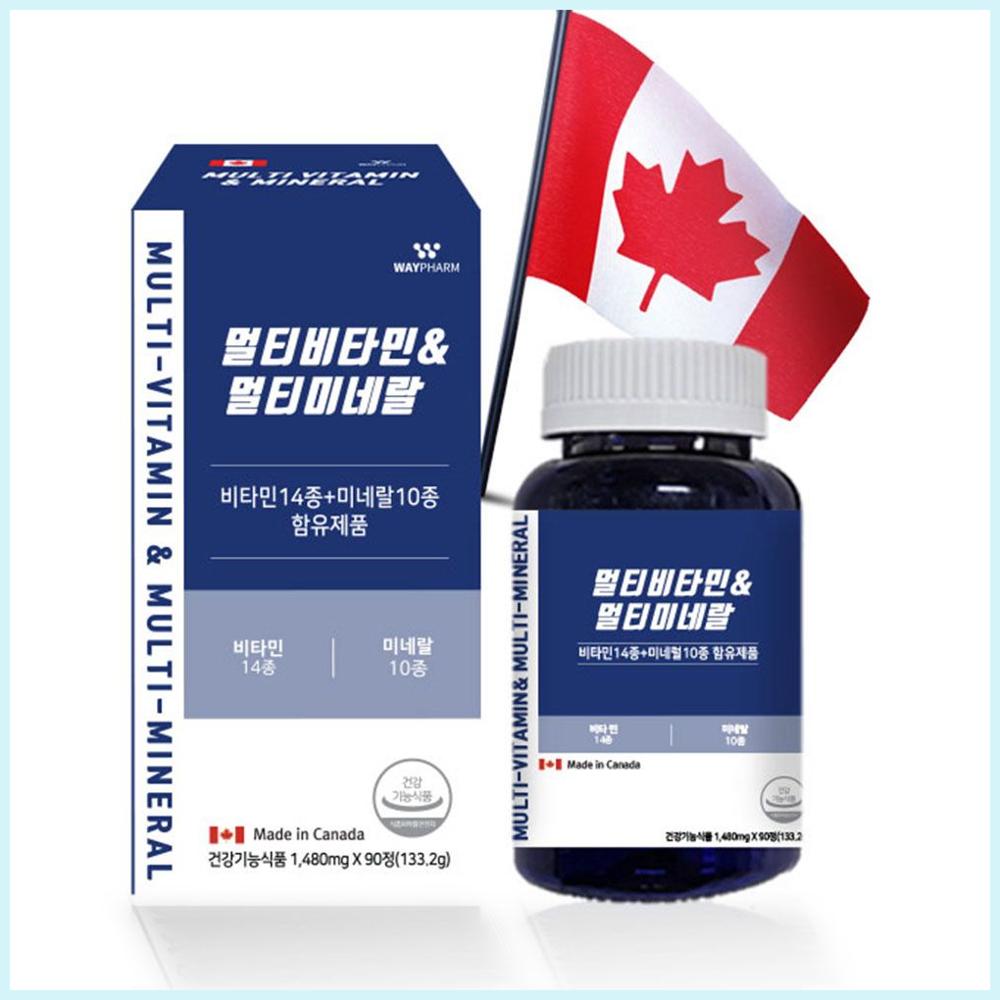 MULTI VITAMIN
& MINERAL
MULTI-VITAMIN & MULTI-MINERAL
WAYPHARM
멀티비타민&
멀티미네랄
비타민14종+미네랄10종
함유제품
비타민
14종
미네랄
10종
건강
기능식품
Made in Canada
건강기능식품 1,480mg X 90정(133.2g)
MULTI-VITAMIN& MULTI-MINERAL
멀티비타민&
멀티미네랄
비타민14종+미네럴10종 함유제품
비타민
14종
미네랄
10종
Made in Canada
건강
기능식품
건강기능식품 1,480mg X 90정(133.2